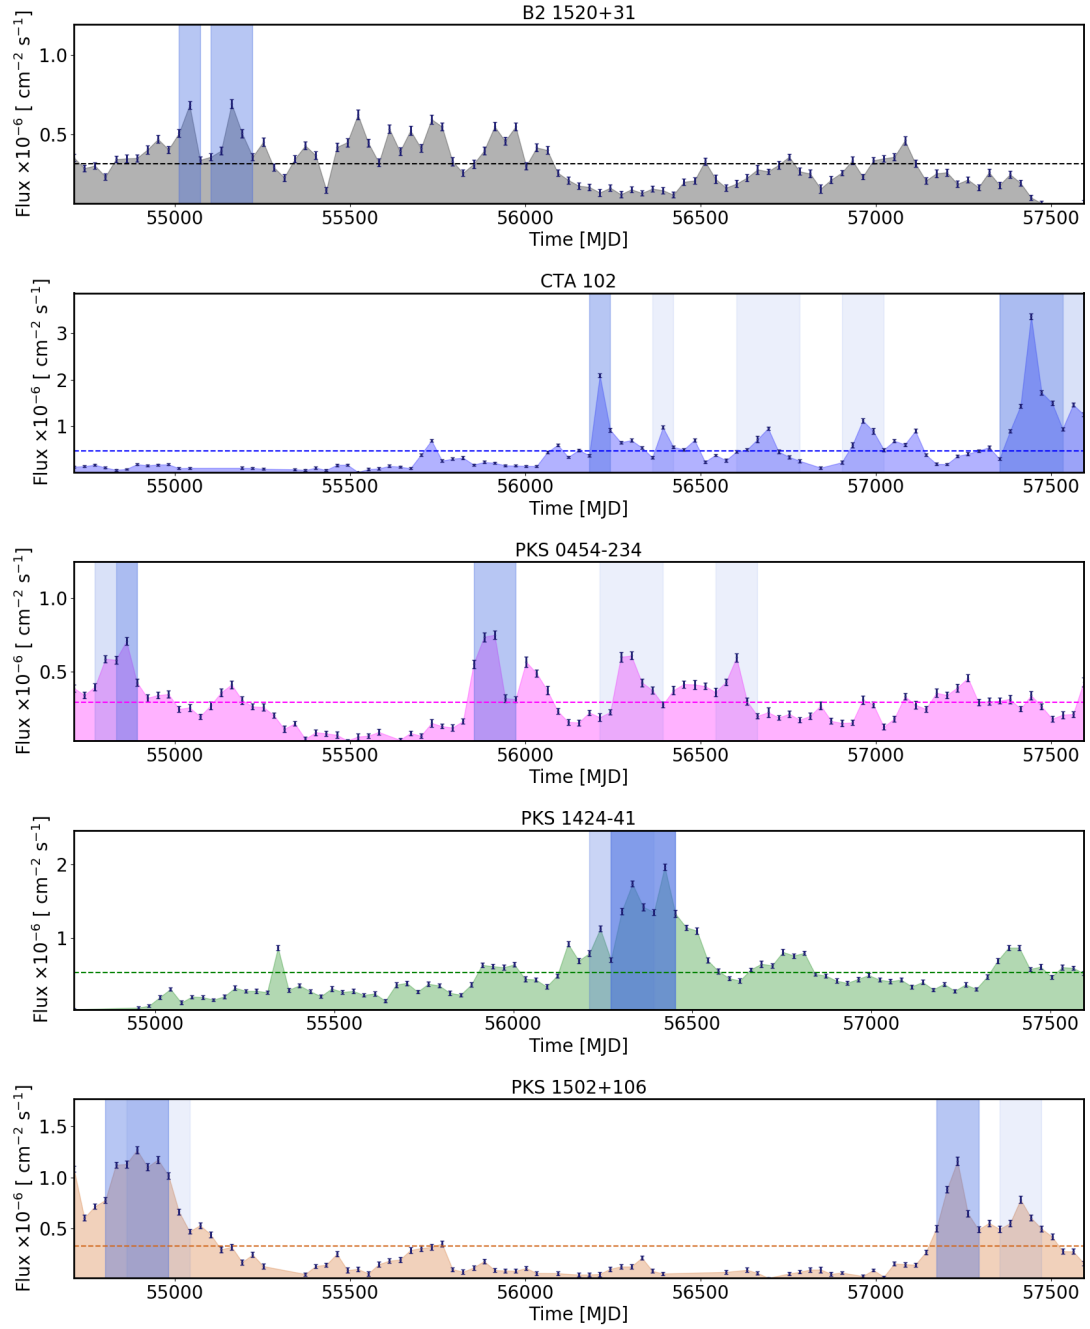 B2 1520+31
Flux ×10⁻⁶ [ cm⁻² s⁻¹]
1.0
0.5
55000 55500 56000 56500 57000 57500
Time [MJD]
CTA 102
Flux ×10⁻⁶ [ cm⁻² s⁻¹]
3
2
1
55000 55500 56000 56500 57000 57500
Time [MJD]
PKS 0454-234
Flux ×10⁻⁶ [ cm⁻² s⁻¹]
1.0
0.5
55000 55500 56000 56500 57000 57500
Time [MJD]
PKS 1424-41
Flux ×10⁻⁶ [ cm⁻² s⁻¹]
2
1
55000 55500 56000 56500 57000 57500
Time [MJD]
PKS 1502+106
Flux ×10⁻⁶ [ cm⁻² s⁻¹]
1.5
1.0
0.5
55000 55500 56000 56500 57000 57500
Time [MJD]